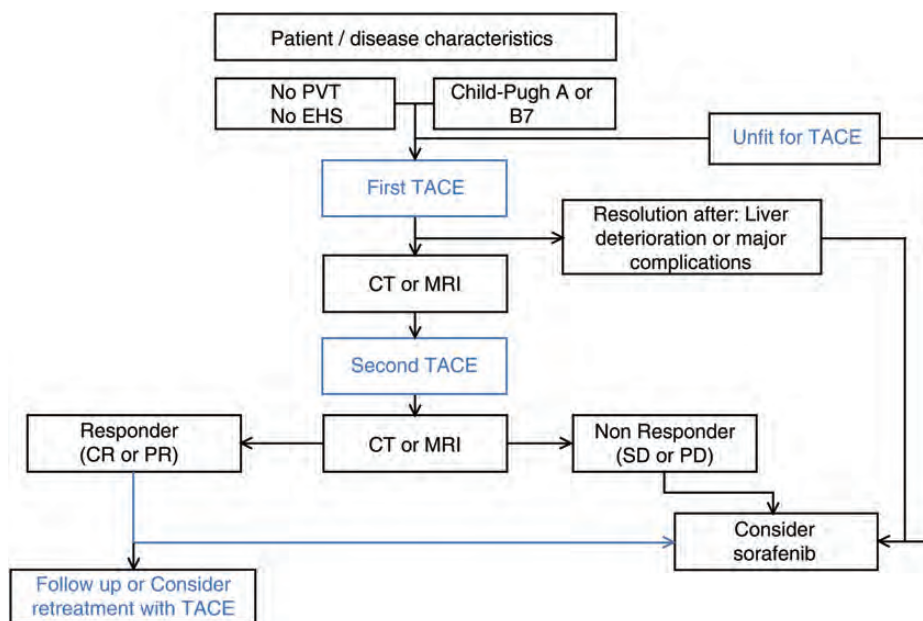 Patient / disease characteristics
No PVT
No EHS
Child-Pugh A or
B7
Unfit for TACE
First TACE
Resolution after: Liver
deterioration or major
complications
CT or MRI
Second TACE
Responder
(CR or PR)
CT or MRI
Non Responder
(SD or PD)
Consider
sorafenib
Follow up or Consider
retreatment with TACE